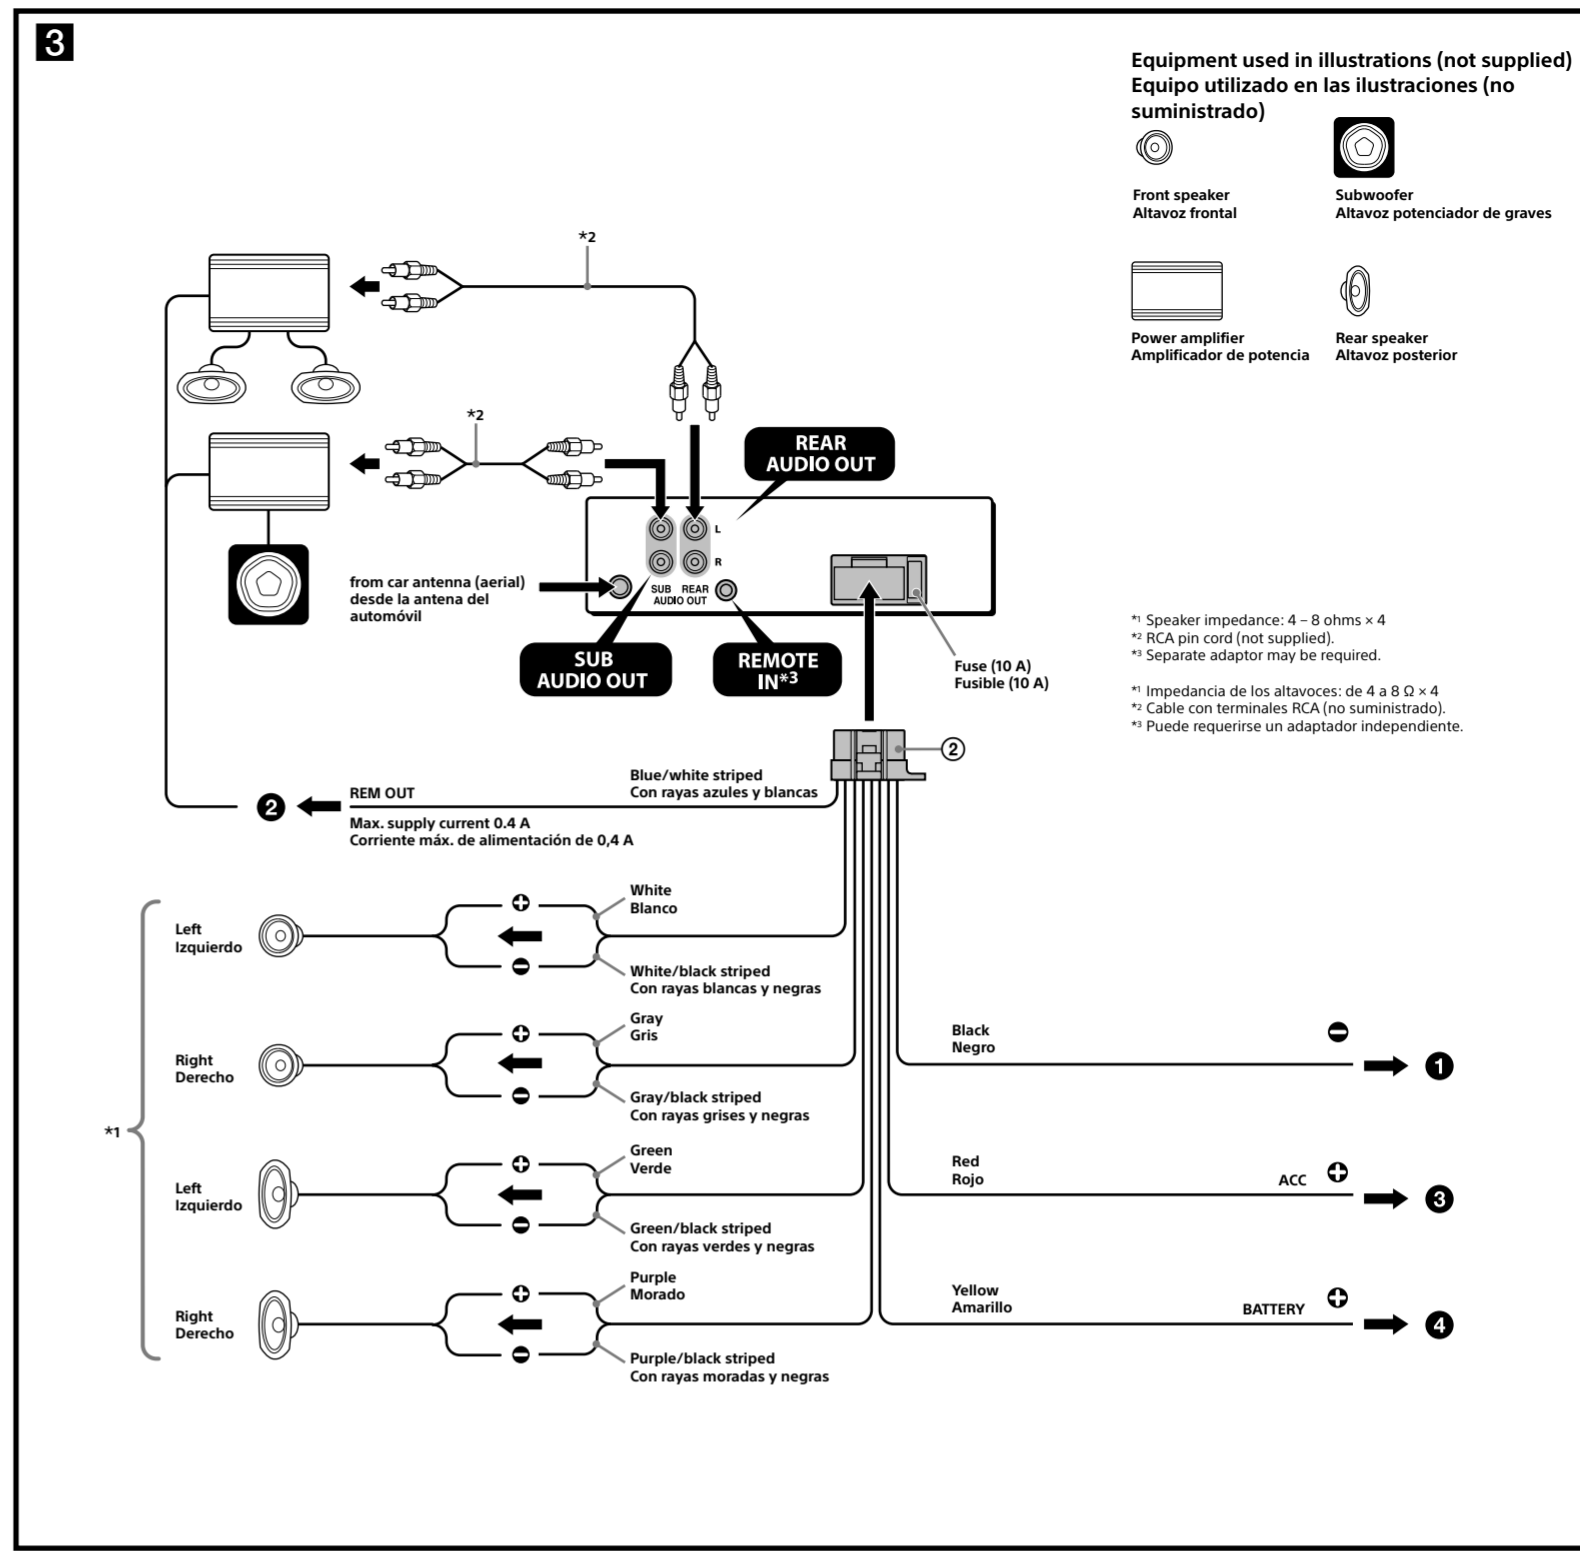 3
Equipment used in illustrations (not supplied)
Equipo utilizado en las ilustraciones (no
suministrado)
Front speaker
Altavoz frontal
Subwoofer
Altavoz potenciador de graves
Power amplifier
Amplificador de potencia
Rear speaker
Altavoz posterior
*2
*2
REAR
AUDIO OUT
L
R
SUB REAR
AUDIO OUT
from car antenna (aerial)
desde la antena del
automóvil
SUB
AUDIO OUT
REMOTE
IN*3
Fuse (10 A)
Fusible (10 A)
*1 Speaker impedance: 4 – 8 ohms × 4
*2 RCA pin cord (not supplied).
*3 Separate adaptor may be required.
*1 Impedancia de los altavoces: de 4 a 8 Ω × 4
*2 Cable con terminales RCA (no suministrado).
*3 Puede requerirse un adaptador independiente.
②
Blue/white striped
Con rayas azules y blancas
❷
REM OUT
Max. supply current 0.4 A
Corriente máx. de alimentación de 0,4 A
*1
Left
Izquierdo
+
−
White
Blanco
White/black striped
Con rayas blancas y negras
Right
Derecho
+
−
Gray
Gris
Gray/black striped
Con rayas grises y negras
Left
Izquierdo
+
−
Green
Verde
Green/black striped
Con rayas verdes y negras
Right
Derecho
+
−
Purple
Morado
Purple/black striped
Con rayas moradas y negras
Black
Negro
−
❶
Red
Rojo
ACC +
❸
Yellow
Amarillo
BATTERY +
❹